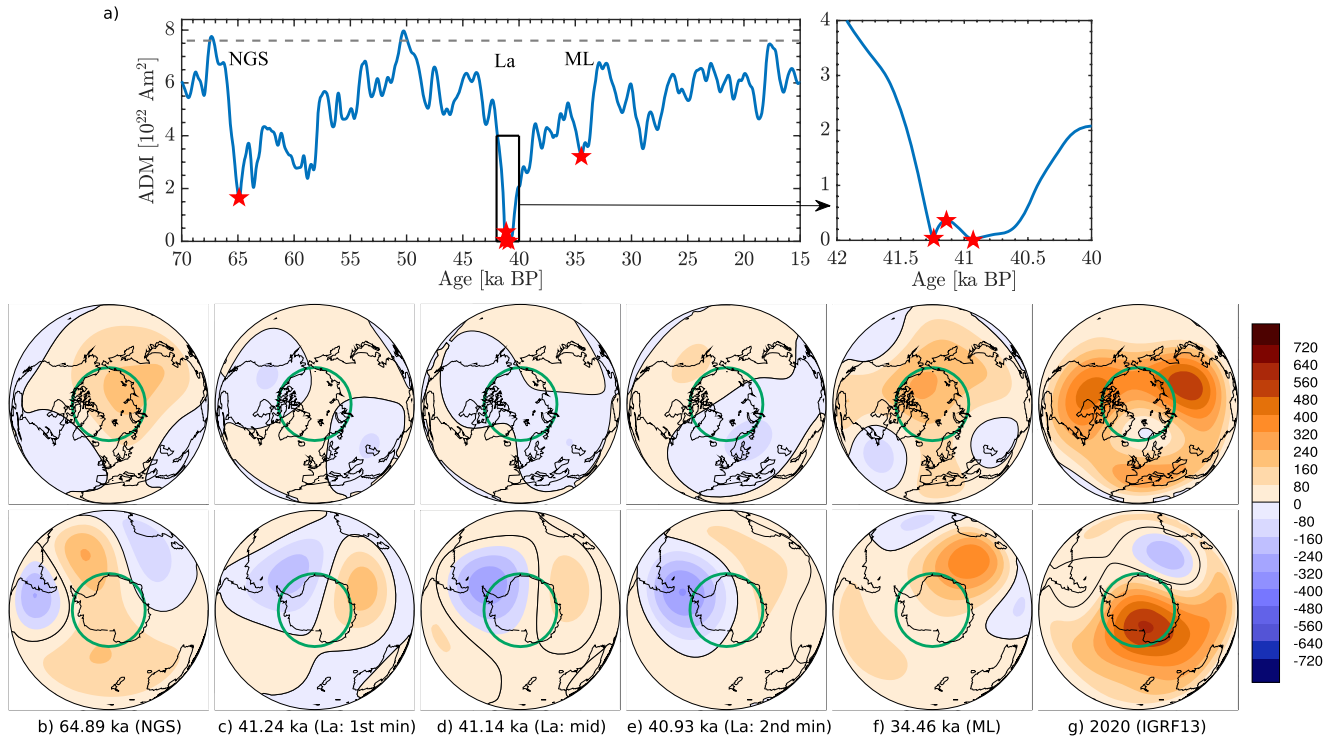 a)
8
6
4
2
0
ADM [10²² Am²]
NGS
La
ML
70 65 60 55 50 45 40 35 30 25 20 15
Age [ka BP]
4
3
2
1
0
42 41.5 41 40.5 40
Age [ka BP]
720
640
560
480
400
320
240
160
80
0
-80
-160
-240
-320
-400
-480
-560
-640
-720
b) 64.89 ka (NGS)
c) 41.24 ka (La: 1st min)
d) 41.14 ka (La: mid)
e) 40.93 ka (La: 2nd min)
f) 34.46 ka (ML)
g) 2020 (IGRF13)